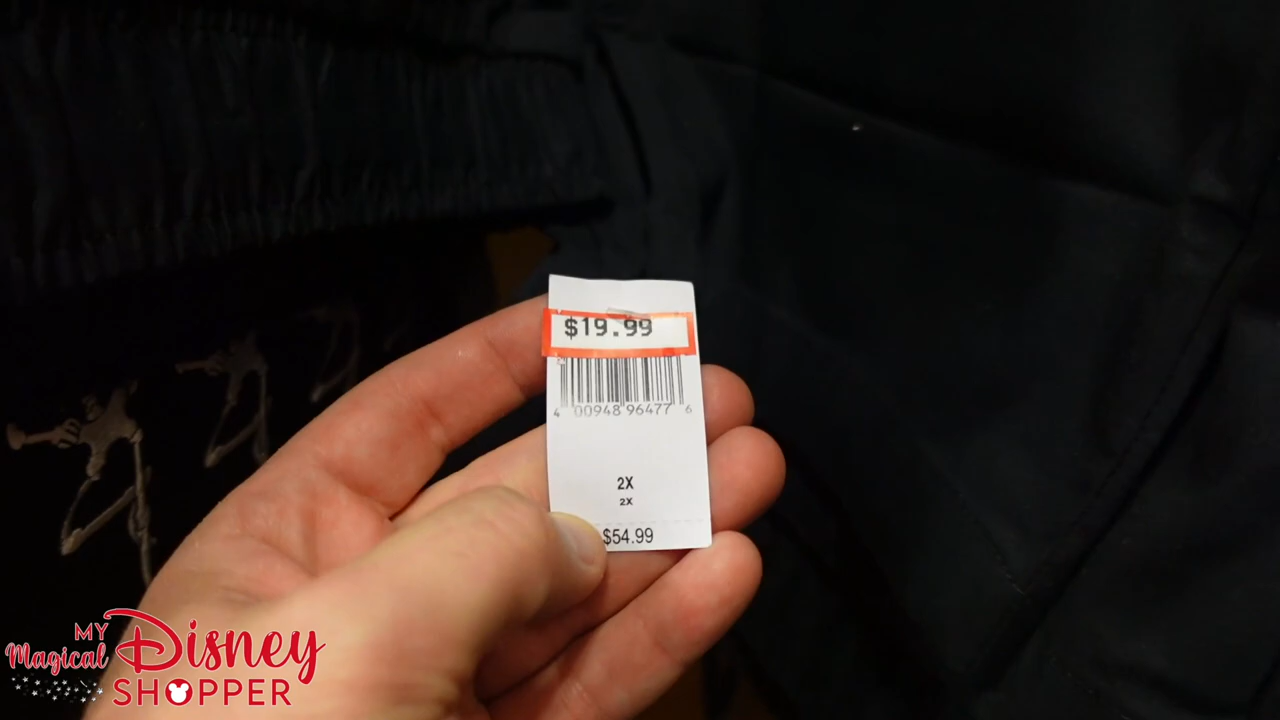 $19.99
4 00948 96477 6
2X
2X
$54.99
MY
Magical Disney
SHOPPER